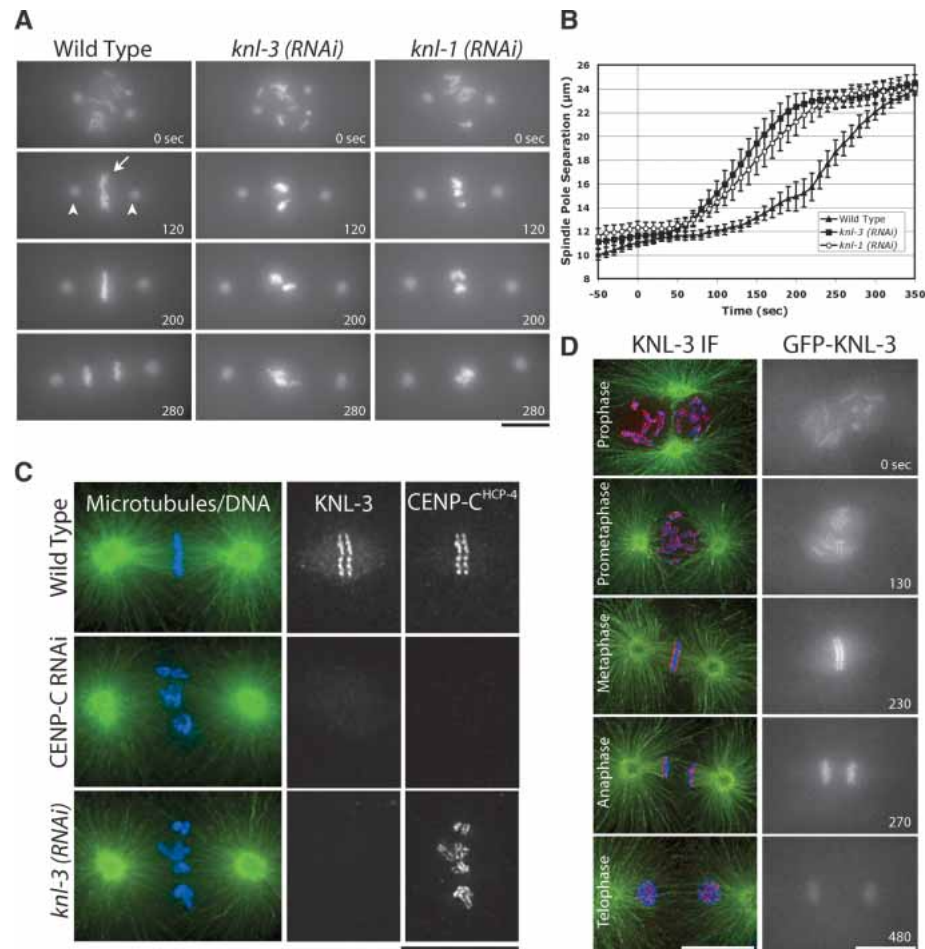 A
Wild Type
knl-3 (RNAi)
knl-1 (RNAi)
0 sec
0 sec
0 sec
120
120
120
200
200
200
280
280
280
B
Spindle Pole Separation (µm)
26
24
22
20
18
16
14
12
10
8
-50 0 50 100 150 200 250 300 350
Time (sec)
Wild Type
knl-3 (RNAi)
knl-1 (RNAi)
C
Microtubules/DNA
KNL-3
CENP-C HCP-4
Wild Type
CENP-C RNAi
knl-3 (RNAi)
D
KNL-3 IF
GFP-KNL-3
Prophase
0 sec
Prometaphase
130
Metaphase
230
Anaphase
270
Telophase
480